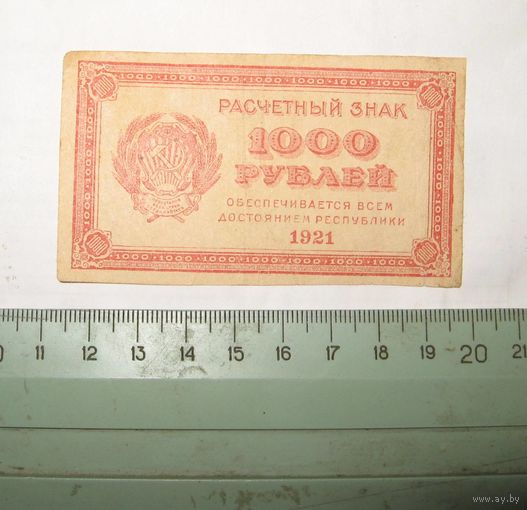 РАСЧЕТНЫЙ ЗНАК
1000
РУБЛЕЙ
ОБЕСПЕЧИВАЕТСЯ ВСЕМ
ДОСТОЯНИЕМ РЕСПУБЛИКИ
1921
11 12 13 14 15 16 17 18 19 20 21
www.ay.by